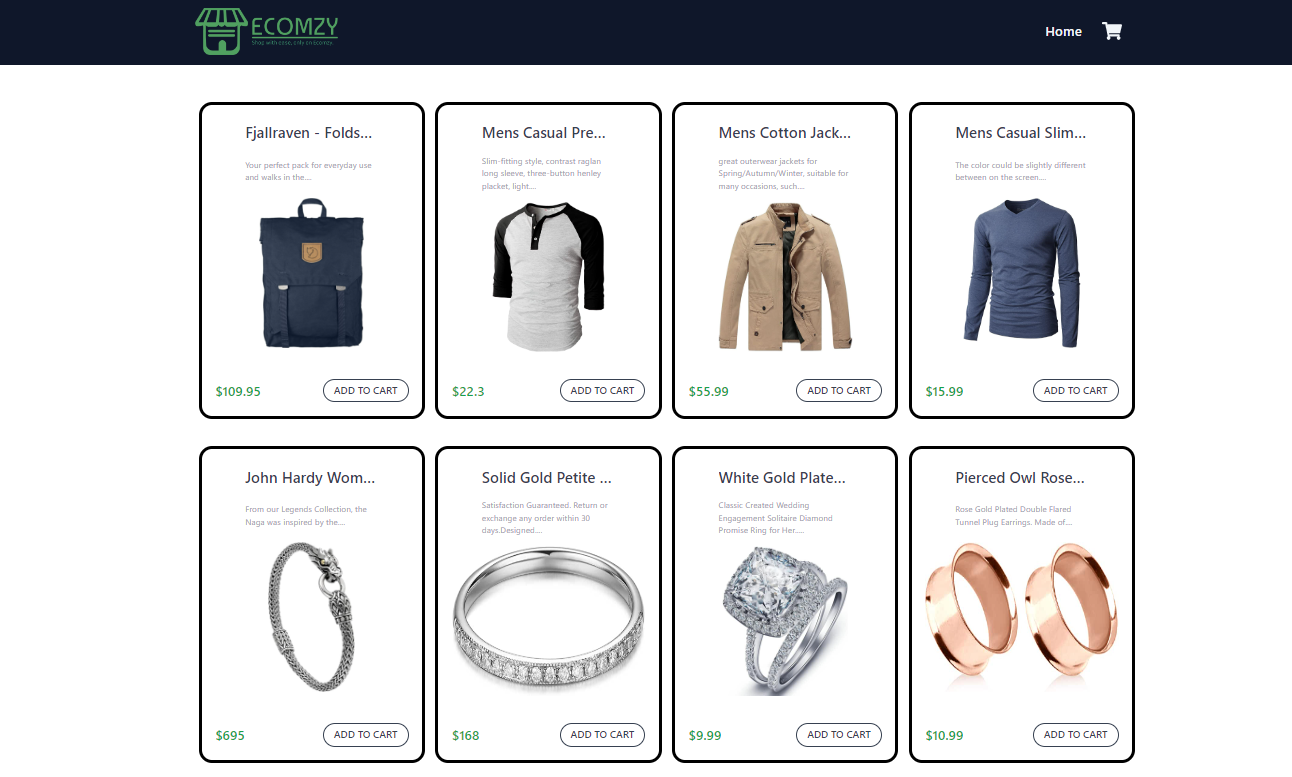 ECOMZY
Shop with ease, only on Ecomzy.
Home
Fjallraven - Folds...
Your perfect pack for everyday use
and walks in the....
$109.95
ADD TO CART
Mens Casual Pre...
Slim-fitting style, contrast raglan
long sleeve, three-button henley
placket, light....
$22.3
ADD TO CART
Mens Cotton Jack...
great outerwear jackets for
Spring/Autumn/Winter, suitable for
many occasions, such....
$55.99
ADD TO CART
Mens Casual Slim...
The color could be slightly different
between on the screen....
$15.99
ADD TO CART
John Hardy Wom...
From our Legends Collection, the
Naga was inspired by the....
$695
ADD TO CART
Solid Gold Petite ...
Satisfaction Guaranteed. Return or
exchange any order within 30
days.Designed....
$168
ADD TO CART
White Gold Plate...
Classic Created Wedding
Engagement Solitaire Diamond
Promise Ring for Her.....
$9.99
ADD TO CART
Pierced Owl Rose...
Rose Gold Plated Double Flared
Tunnel Plug Earrings. Made of....
$10.99
ADD TO CART